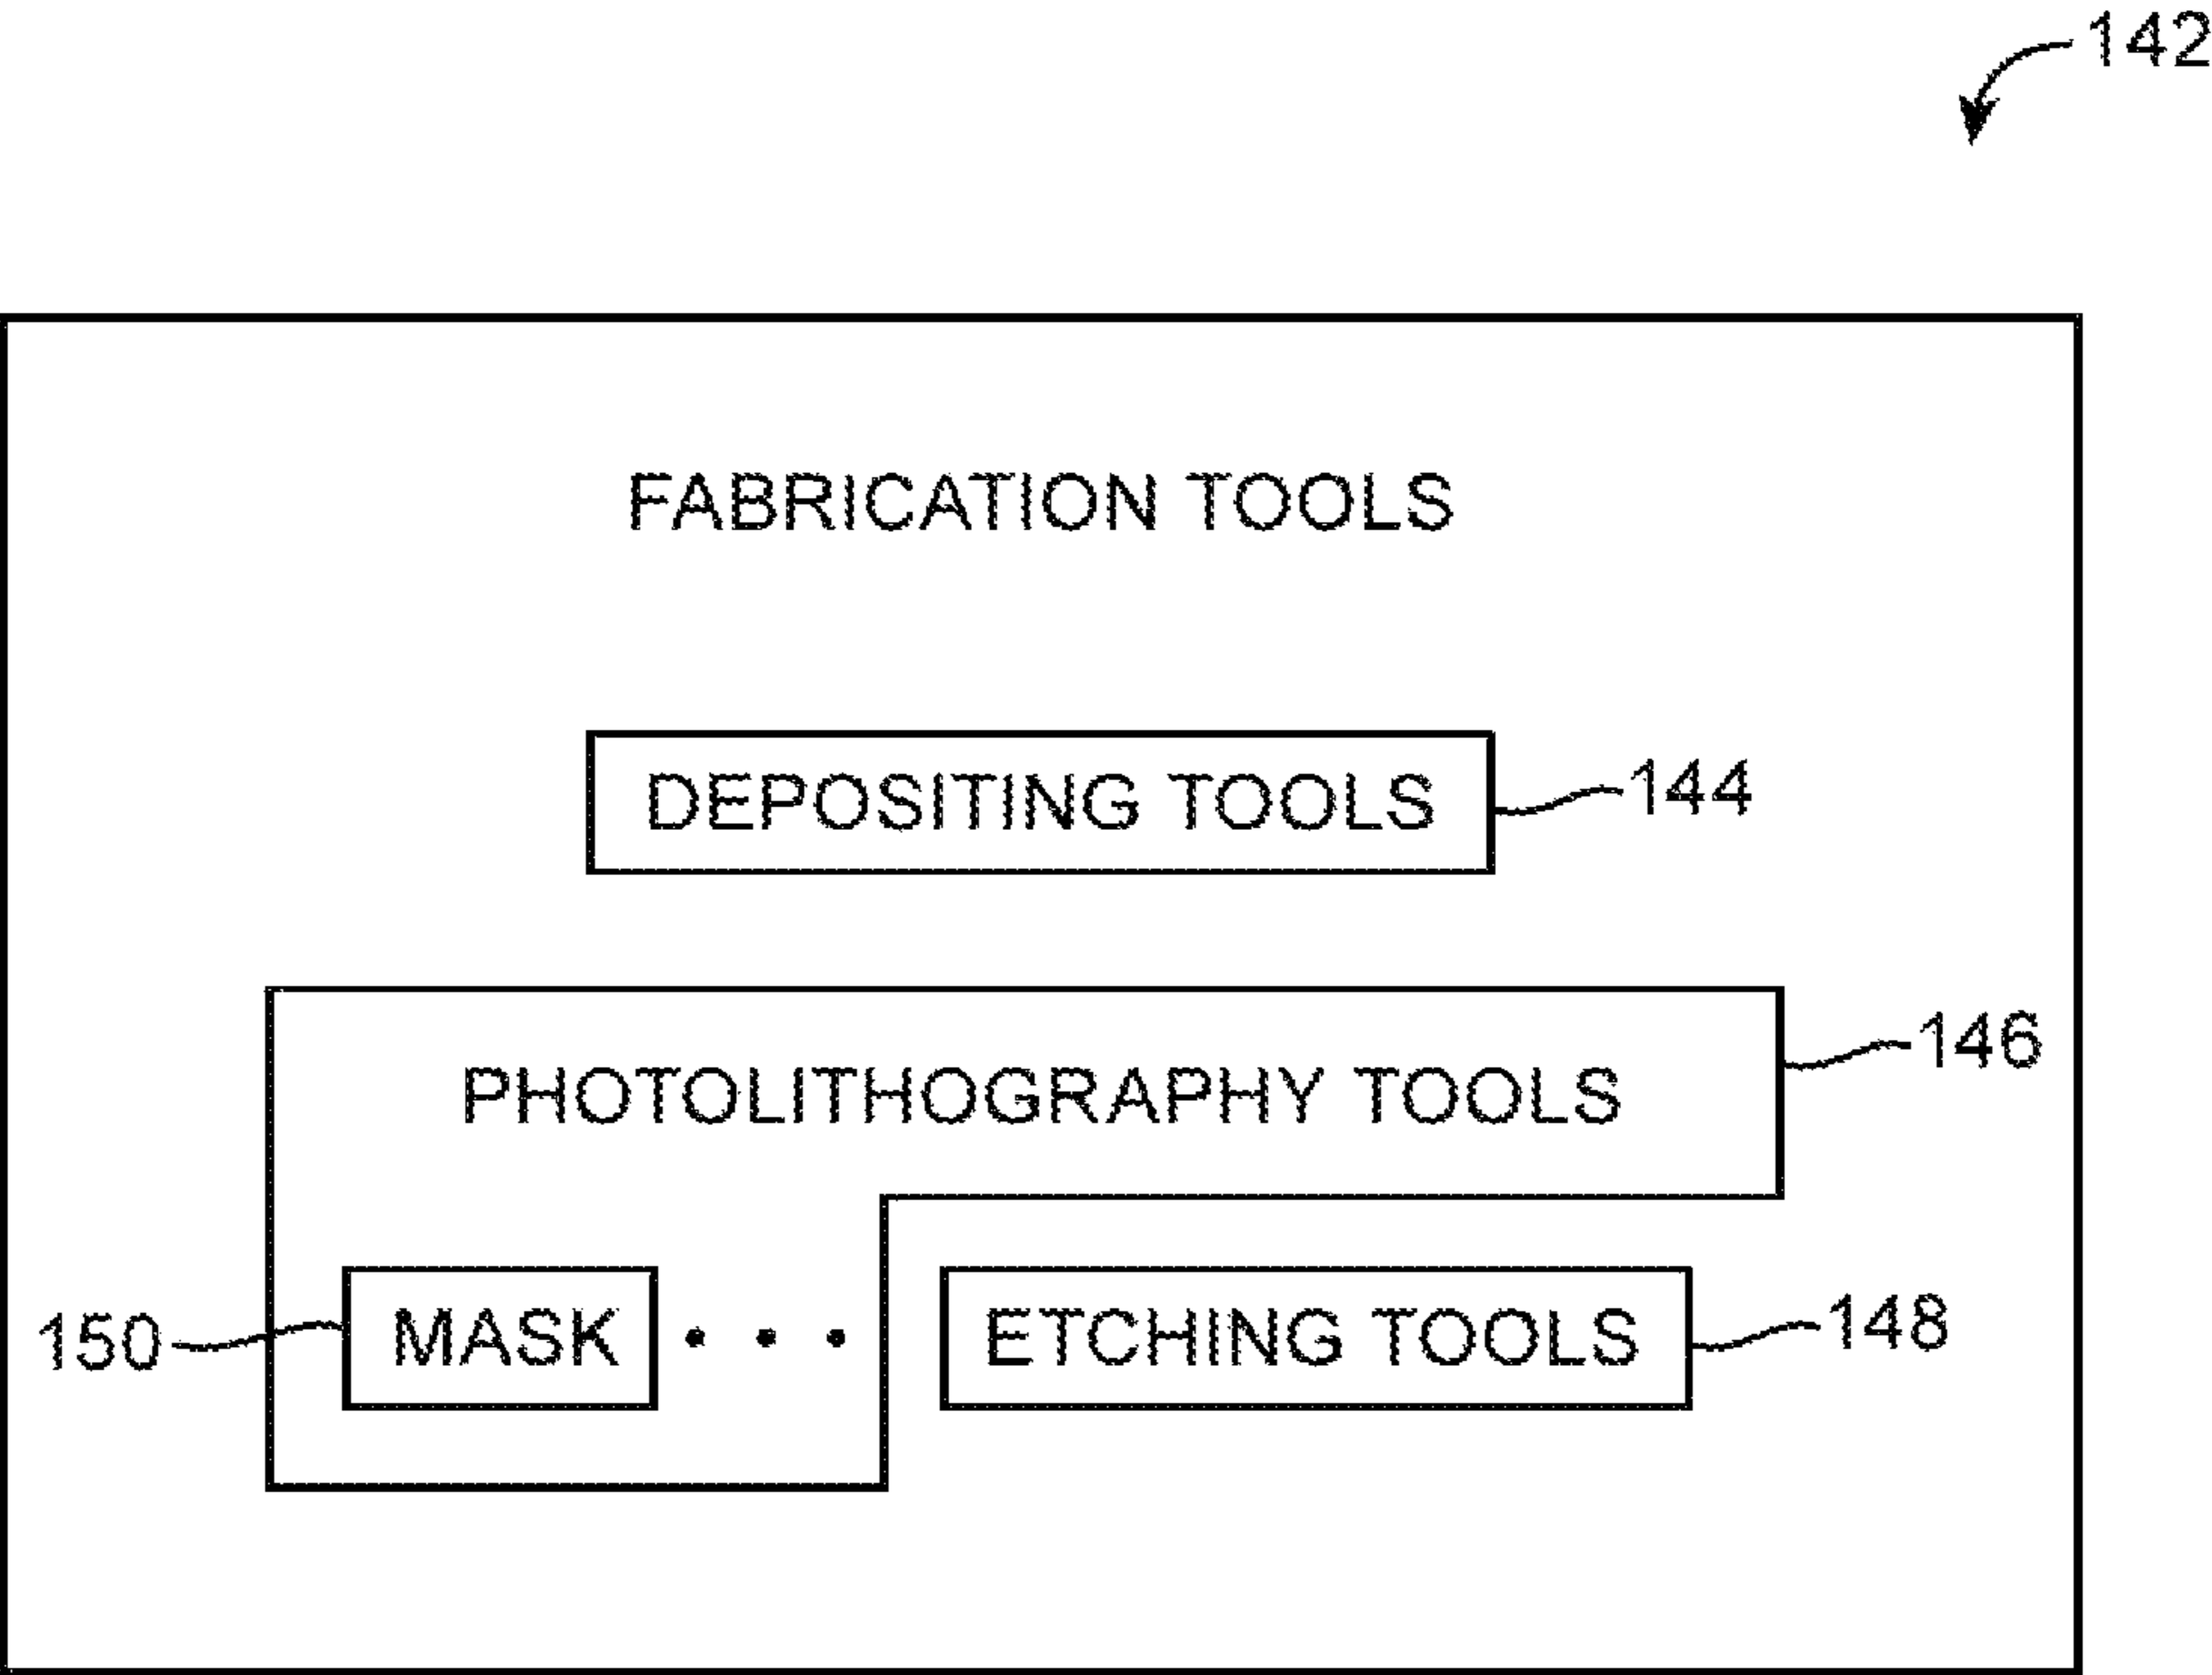 142
FABRICATION TOOLS
DEPOSITING TOOLS 144
PHOTOLITHOGRAPHY TOOLS 146
150 MASK • • • ETCHING TOOLS 148